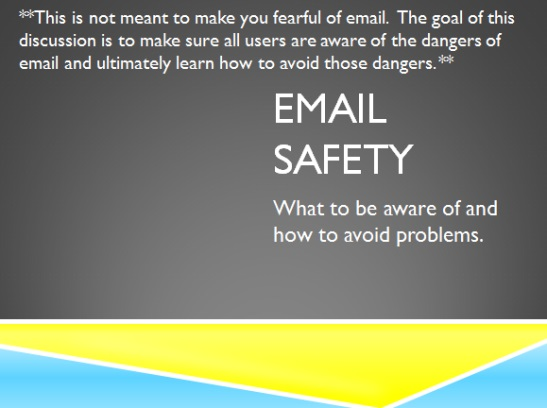 **This is not meant to make you fearful of email.  The goal of this
discussion is to make sure all users are aware of the dangers of
email and ultimately learn how to avoid those dangers.**
EMAIL
SAFETY
What to be aware of and
how to avoid problems.